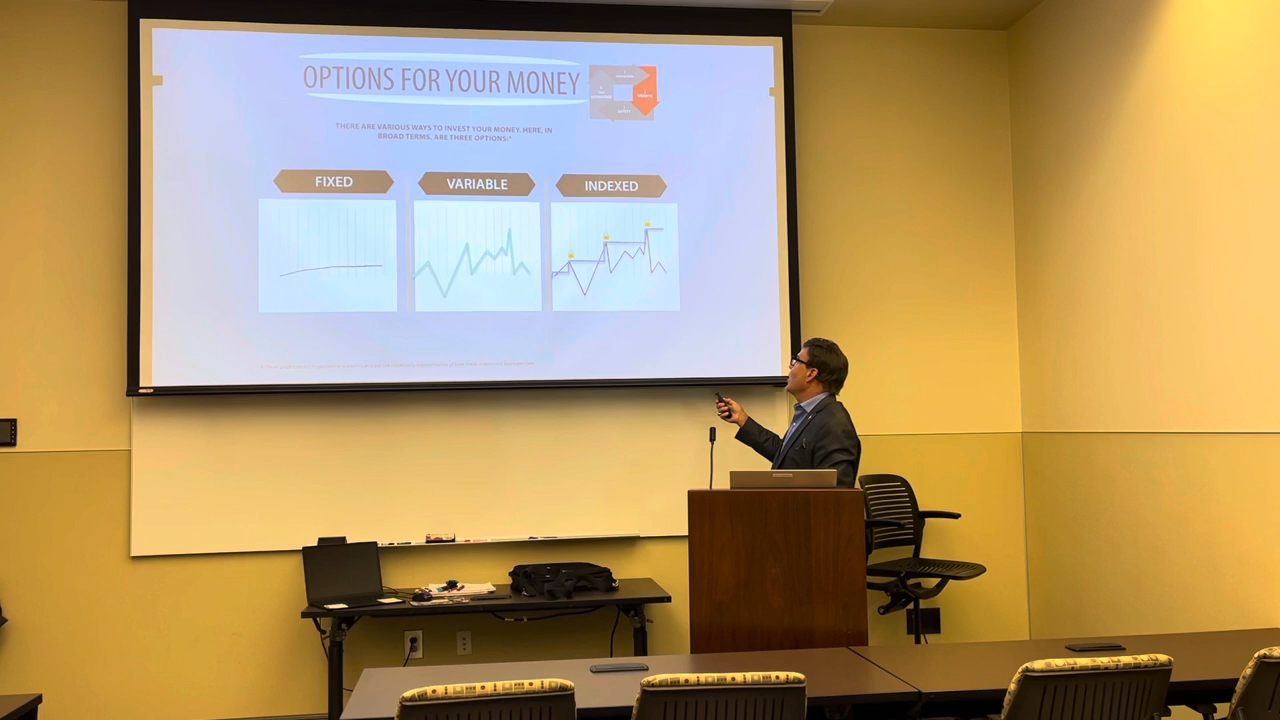 OPTIONS FOR YOUR MONEY
THERE ARE VARIOUS WAYS TO INVEST YOUR MONEY. HERE, IN
BROAD TERMS, ARE THREE OPTIONS:*
FIXED
VARIABLE
INDEXED